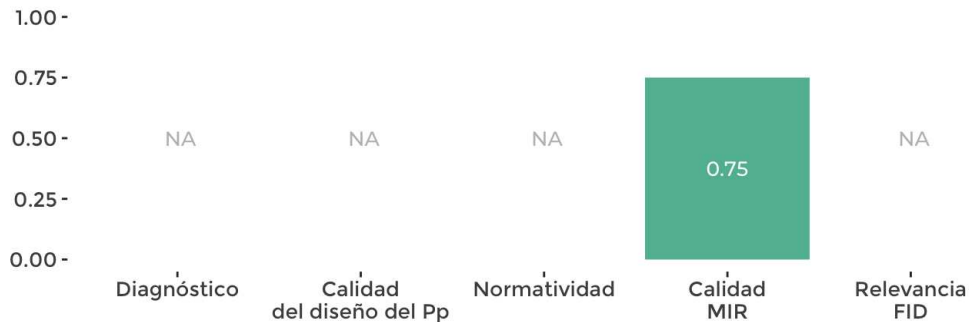 1.00
0.75
0.50
0.25
0.00
NA
NA
NA
0.75
NA
Diagnóstico
Calidad
del diseño del Pp
Normatividad
Calidad
MIR
Relevancia
FID